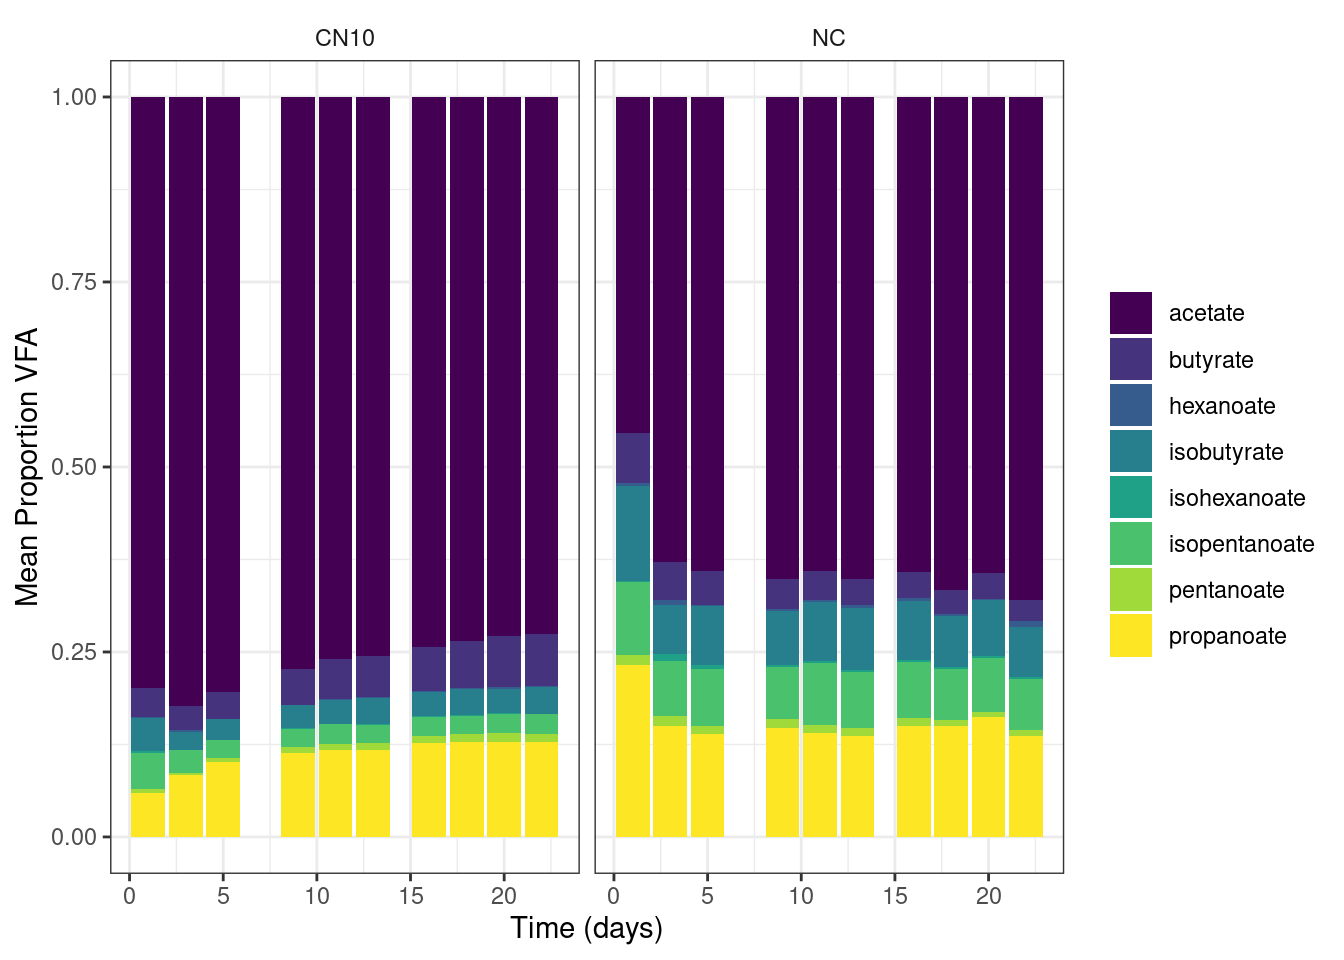 CN10
NC
Mean Proportion VFA
1.00
0.75
0.50
0.25
0.00
0 5 10 15 20
0 5 10 15 20
Time (days)
acetate
butyrate
hexanoate
isobutyrate
isohexanoate
isopentanoate
pentanoate
propanoate